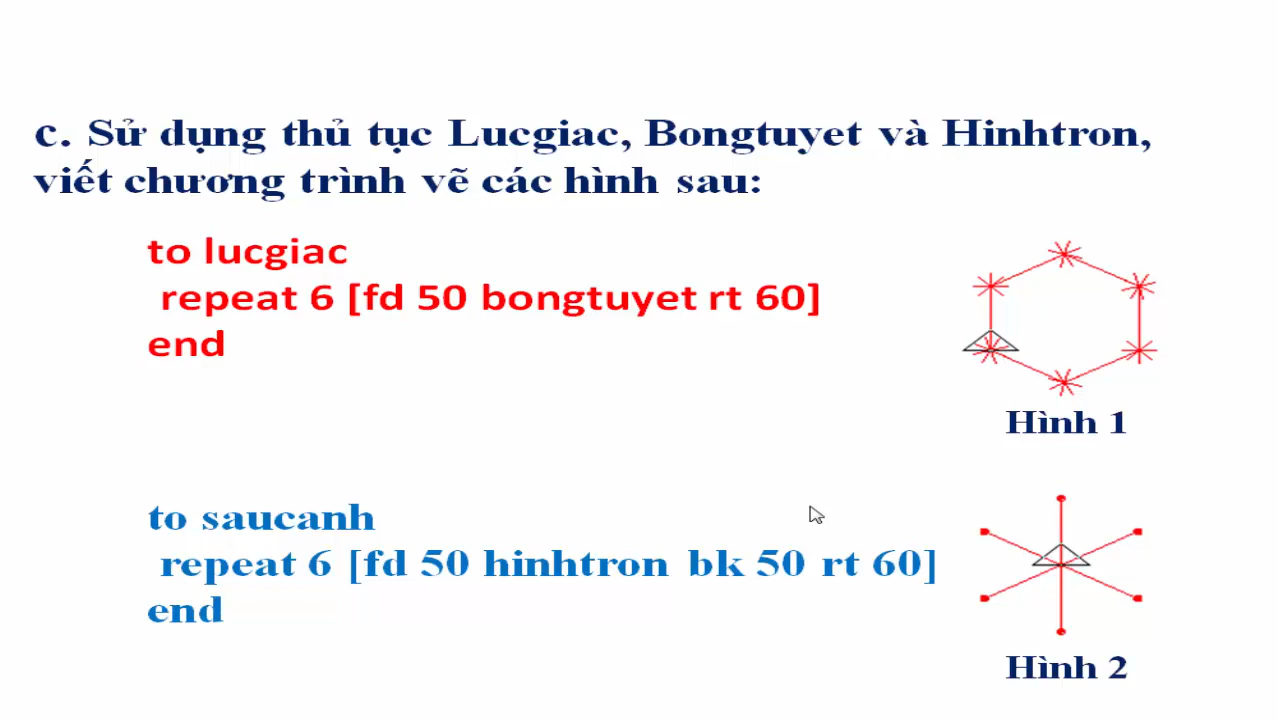 c. Sử dụng thủ tục Lucgiac, Bongtuyet và Hinhtron,
viết chương trình vẽ các hình sau:
to lucgiac
repeat 6 [fd 50 bongtuyet rt 60]
end
Hình 1
to saucanh
repeat 6 [fd 50 hinhtron bk 50 rt 60]
end
Hình 2